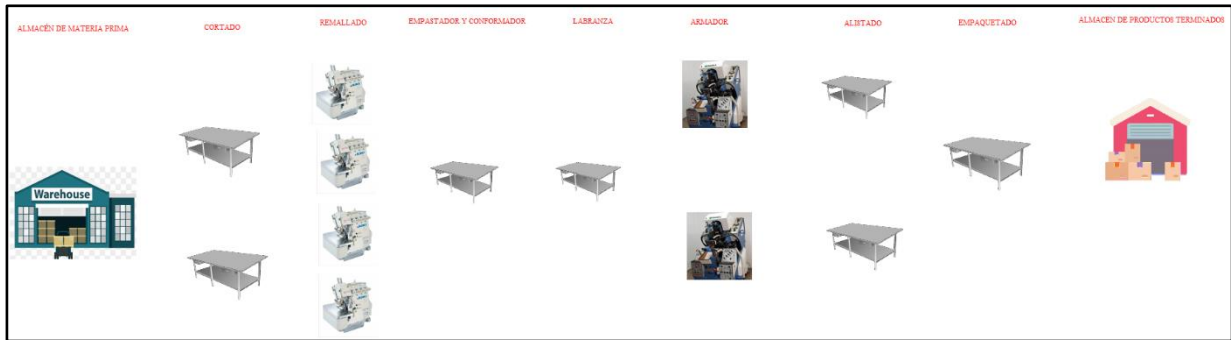 ALMACÉN DE MATERIA PRIMA
CORTADO
REMALLADO
EMPASTADOR Y CONFORMADOR
LABRANZA
ARMADOR
ALISTADO
EMPAQUETADO
ALMACEN DE PRODUCTOS TERMINADOS
Warehouse